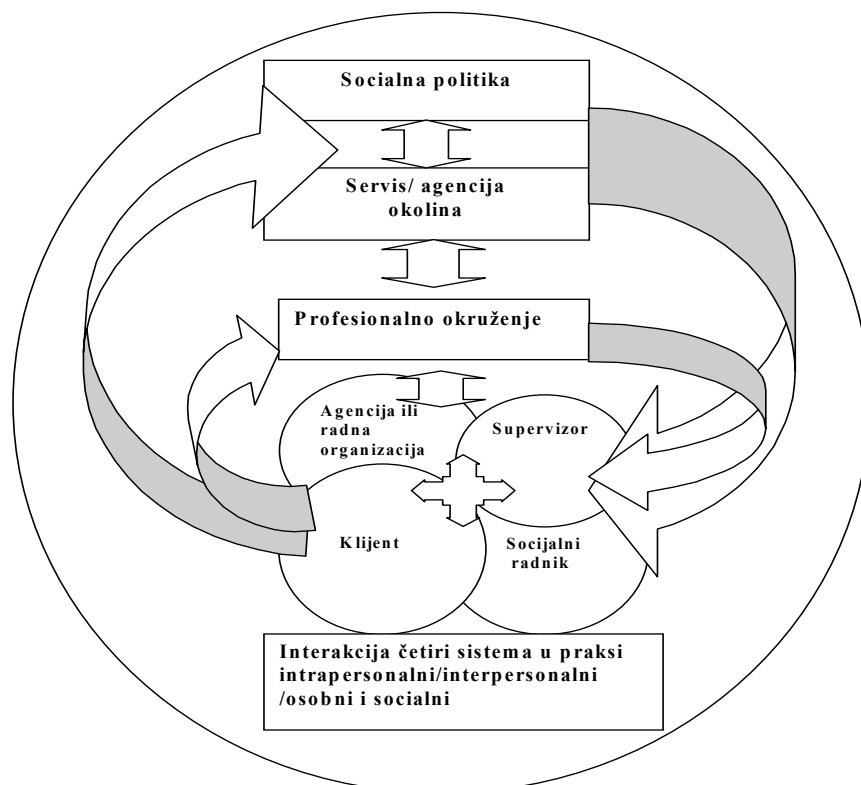 Socialna politika
Servis/ agencija
okolina
Profesionalno okruženje
Agencija ili
radna
organizacija
Supervizor
Klijent
Socijalni
radnik
Interakcija četiri sistema u praksi
intrapersonalni/interpersonalni
/osobni i socialni